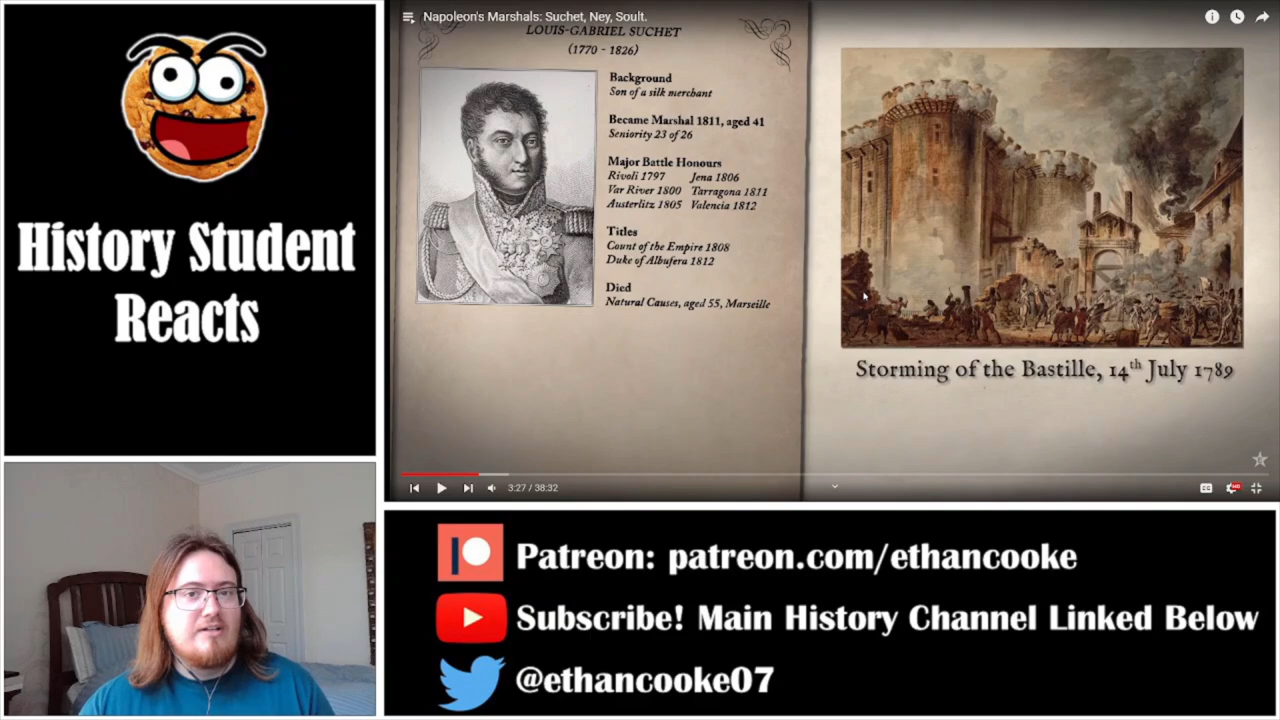 History Student
Reacts
Napoleon's Marshals: Suchet, Ney, Soult.
LOUIS-GABRIEL SUCHET
(1770 - 1826)
Background
Son of a silk merchant
Became Marshal 1811, aged 41
Seniority 23 of 26
Major Battle Honours
Rivoli 1797 Jena 1806
Var River 1800 Tarragona 1811
Austerlitz 1805 Valencia 1812
Titles
Count of the Empire 1808
Duke of Albufera 1812
Died
Natural Causes, aged 55, Marseille
Storming of the Bastille, 14th July 1789
3:27 / 38:32
CC
HD
Patreon: patreon.com/ethancooke
Subscribe! Main History Channel Linked Below
@ethancooke07